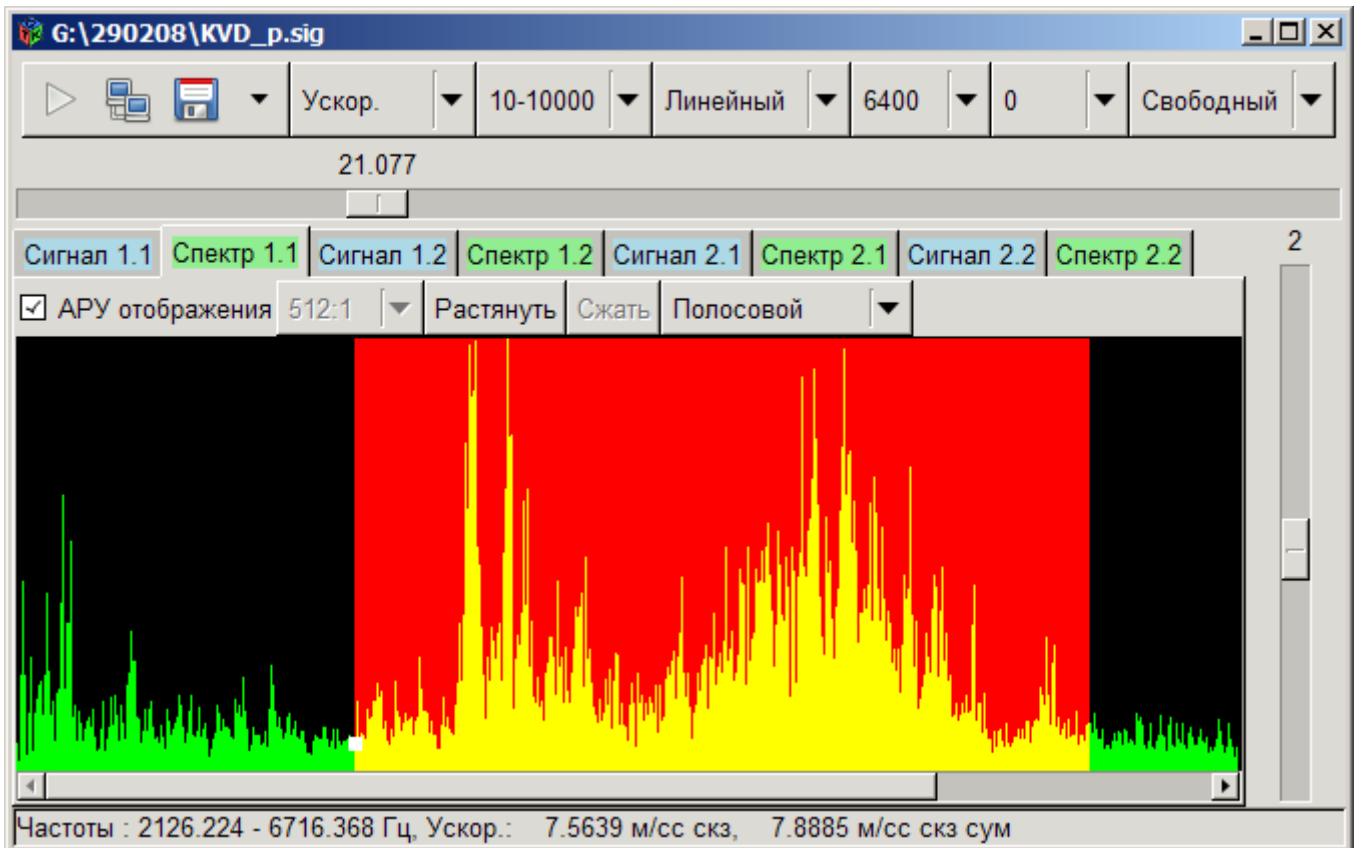 G:\290208\KVD_p.sig
Ускор. 10-10000 Линейный 6400 0 Свободный
21.077
Сигнал 1.1 Спектр 1.1 Сигнал 1.2 Спектр 1.2 Сигнал 2.1 Спектр 2.1 Сигнал 2.2 Спектр 2.2 2
АРУ отображения 512:1 Растянуть Сжать Полосовой
Частоты : 2126.224 - 6716.368 Гц, Ускор.: 7.5639 м/сс скз, 7.8885 м/сс скз сум